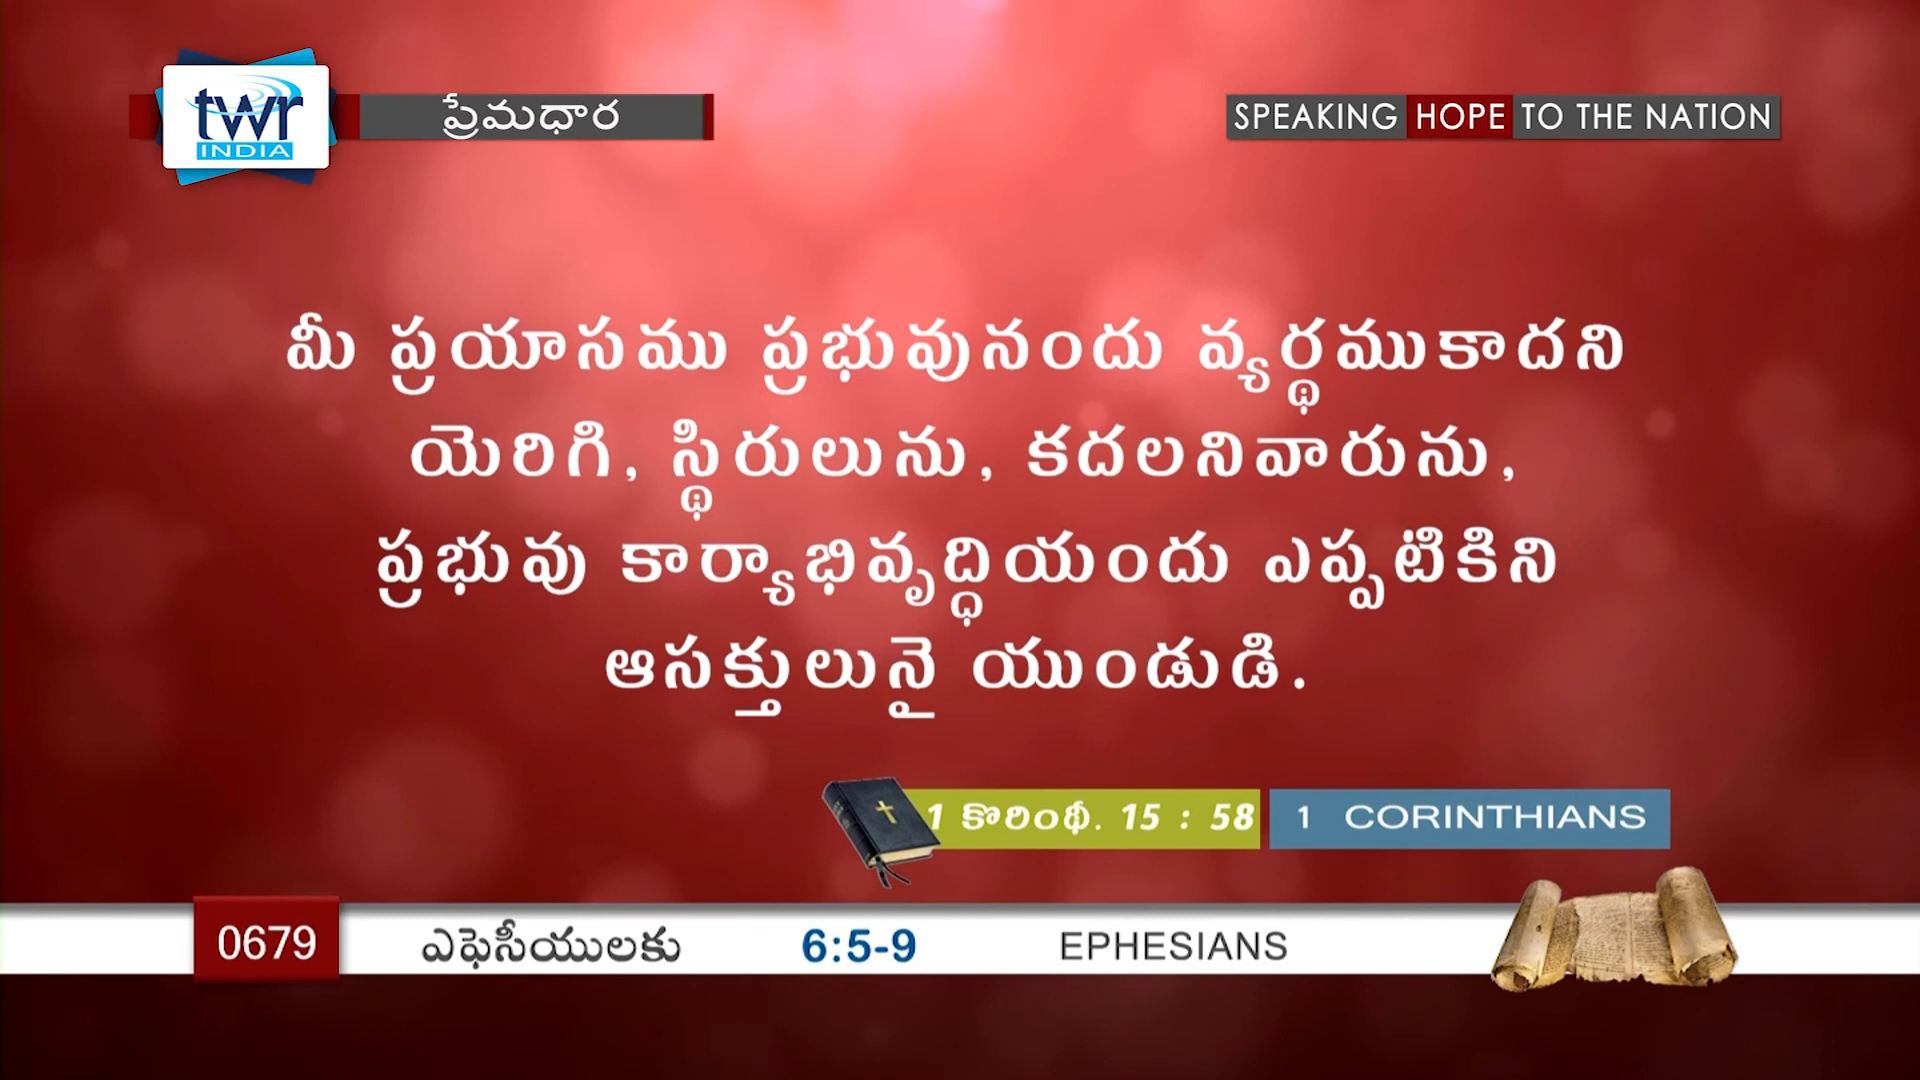 twr
INDIA
ప్రేమధార
SPEAKING HOPE TO THE NATION
మీ ప్రయాసము ప్రభువునందు వ్యర్థముకాదని
యెరిగి, స్థిరులును, కదలనివారును,
ప్రభువు కార్యాభివృద్ధియందు ఎప్పటికిని
ఆసక్తులునై యుండుడి.
1 కొరింథీ. 15 : 58 1 CORINTHIANS
0679 ఎఫెసీయులకు 6:5-9 EPHESIANS